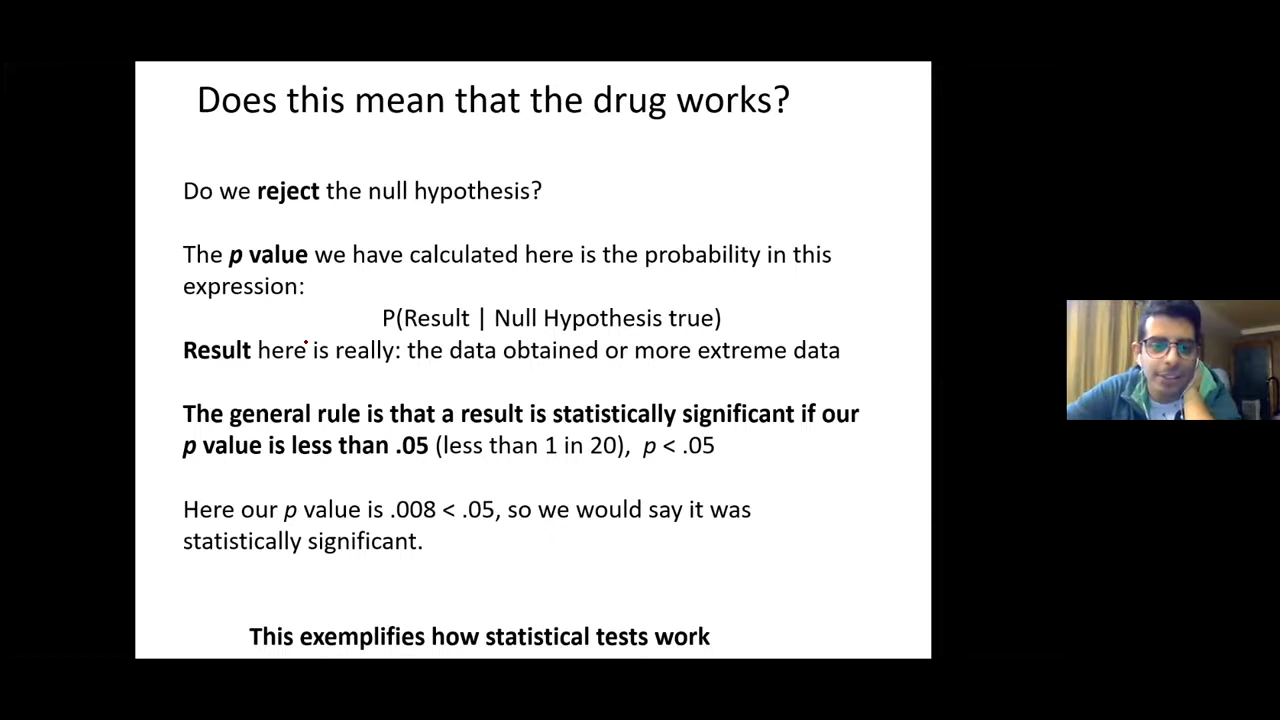 Does this mean that the drug works?
Do we reject the null hypothesis?
The p value we have calculated here is the probability in this
expression:
P(Result | Null Hypothesis true)
Result here is really: the data obtained or more extreme data
The general rule is that a result is statistically significant if our
p value is less than .05 (less than 1 in 20), p < .05
Here our p value is .008 < .05, so we would say it was
statistically significant.
This exemplifies how statistical tests work